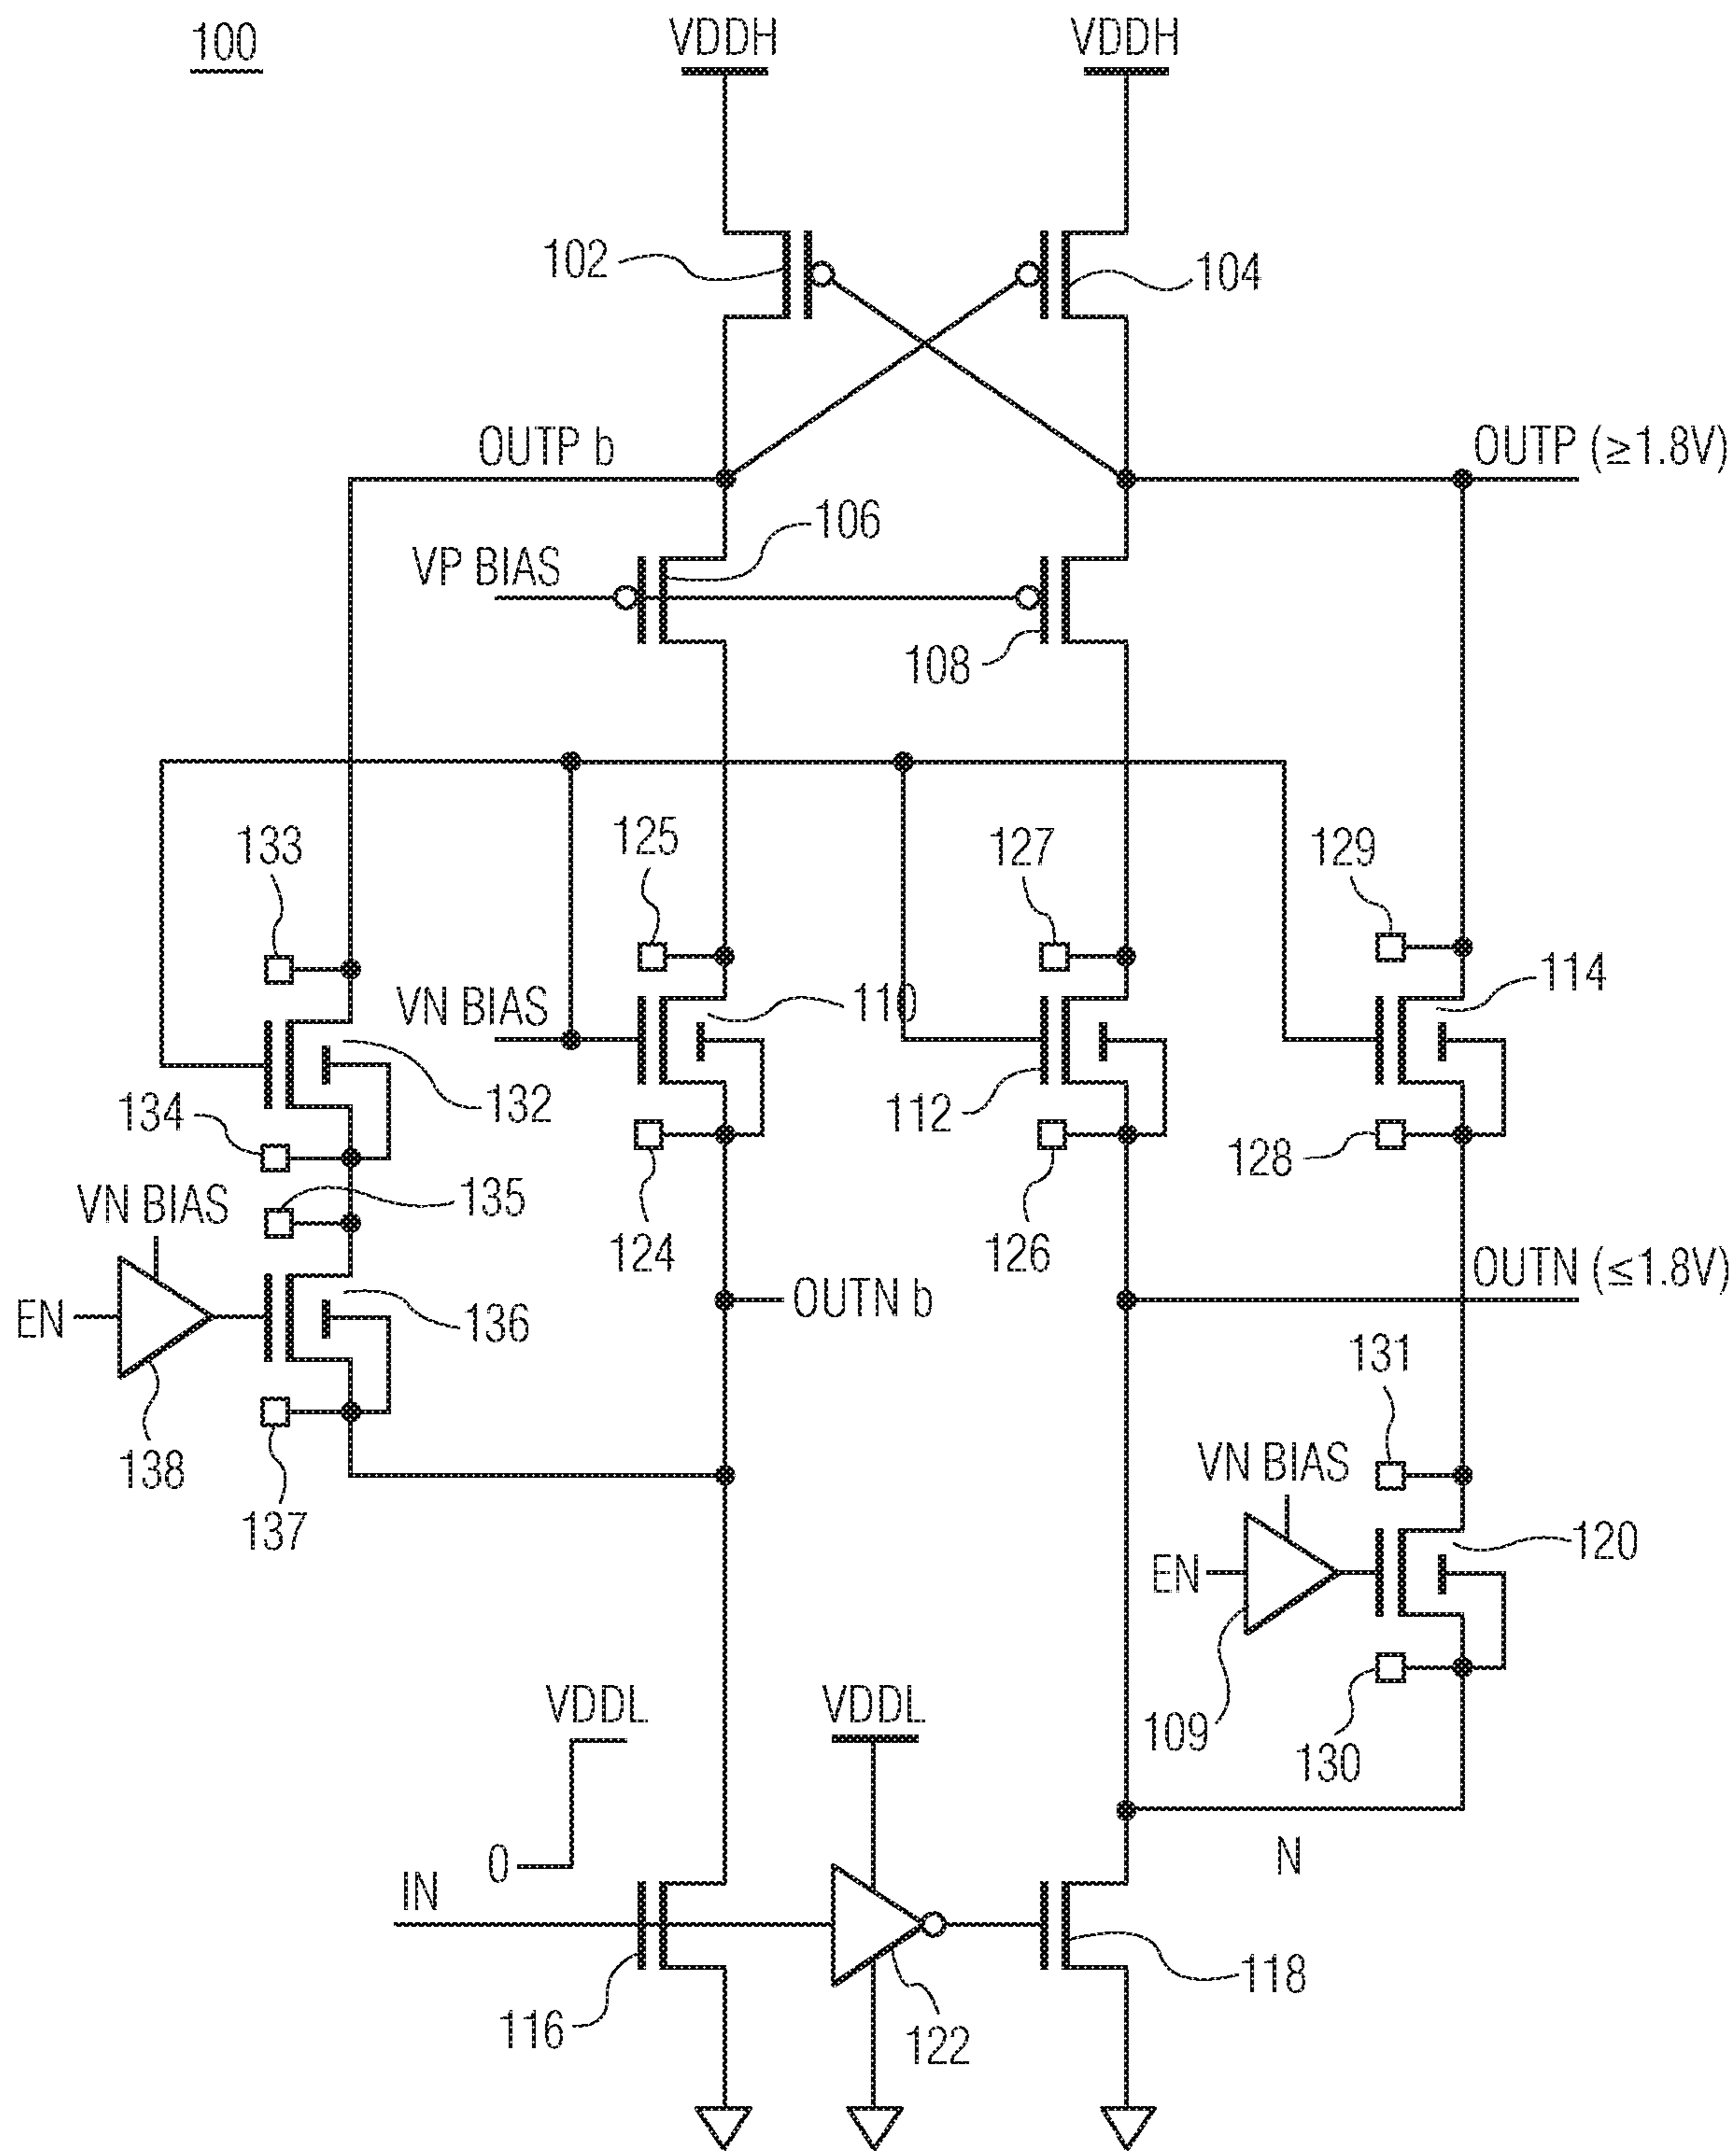 100
VDDH
VDDH
102
104
OUTP b
OUTP (≥1.8V)
106
VP BIAS
108
133
125
127
129
VN BIAS
110
114
132
112
134
128
VN BIAS
135
124
126
OUTN (≤1.8V)
OUTN b
EN
136
131
138
VN BIAS
137
120
EN
VDDL
VDDL
109
130
0
N
IN
118
116
122